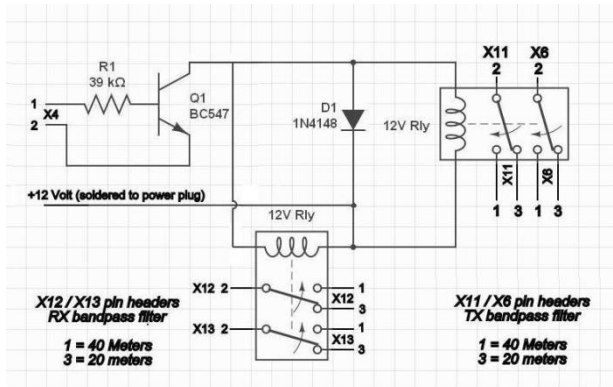 R1
39 kΩ
1
X4
2
Q1
BC547
D1
1N4148
X11
2
X6
2
12V Rly
X11
X6
1
3
1
3
+12 Volt (soldered to power plug)
12V Rly
X12 2
1
X12
3
X13 2
1
X13
3
X12 / X13 pin headers
RX bandpass filter
1 = 40 Meters
3 = 20 meters
X11 / X6 pin headers
TX bandpass filter
1 = 40 Meters
3 = 20 meters